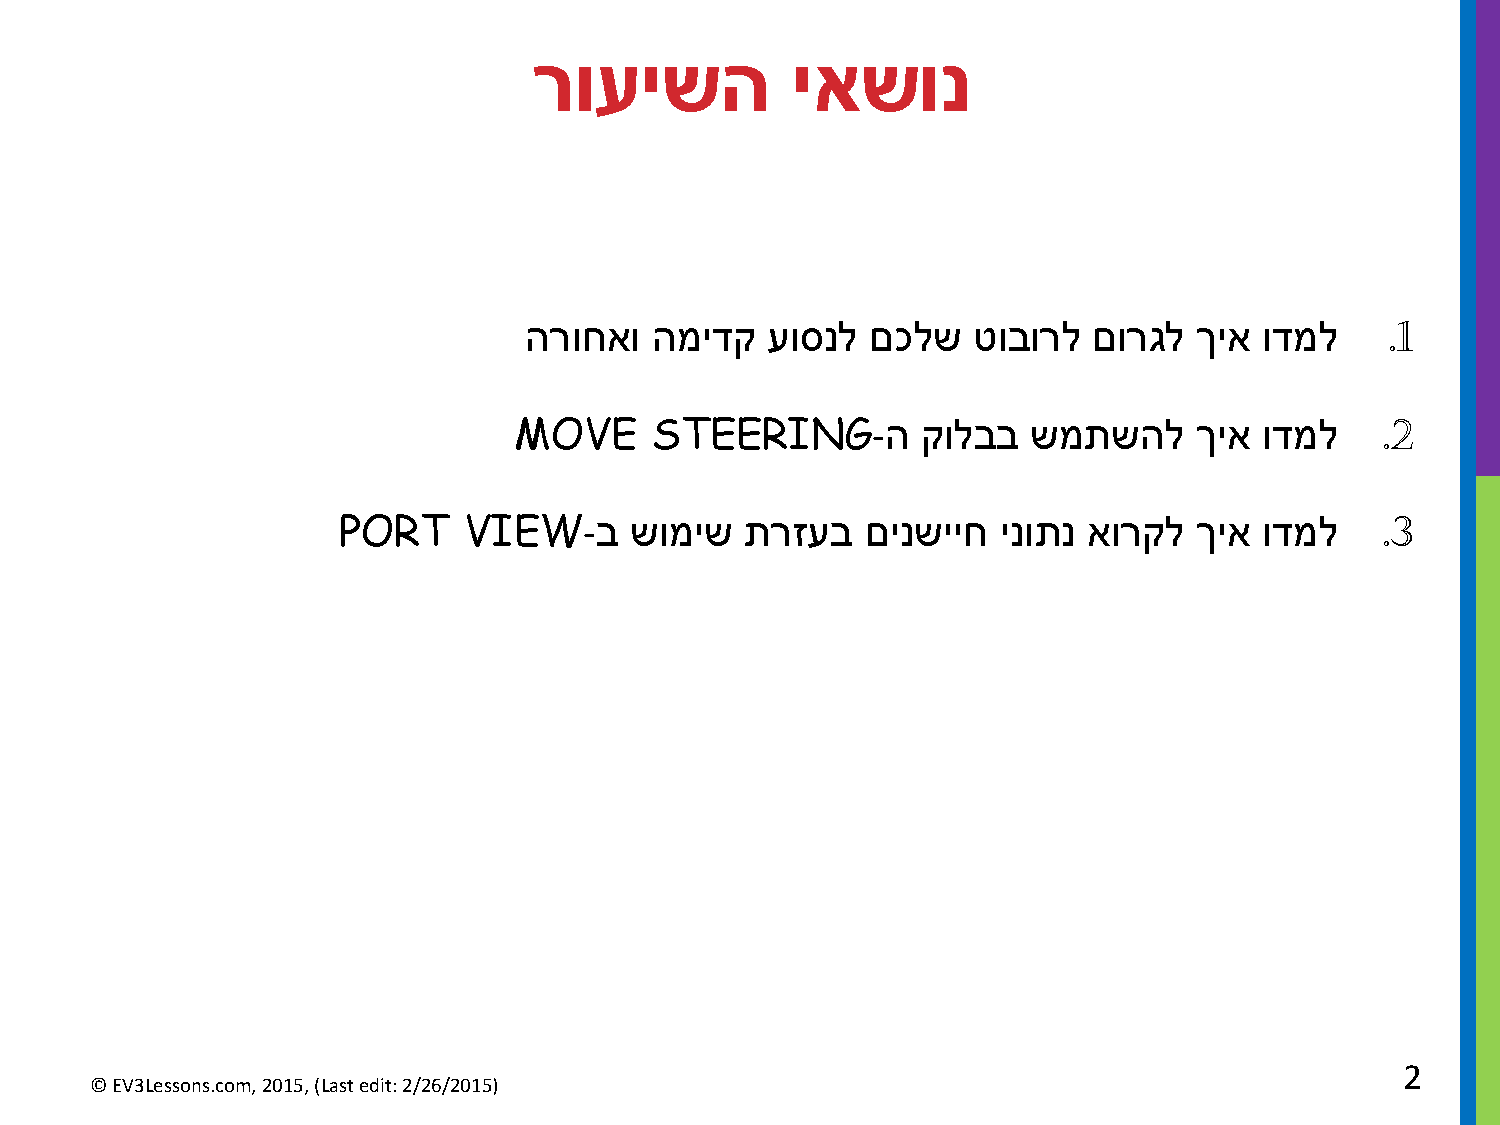 נושאי השיעור
1. למדו איך לגרום לרובוט שלכם לנסוע קדימה ואחורה
2. למדו איך להשתמש בבלוק ה-MOVE STEERING
3. למדו איך לקרוא נתוני חיישנים בעזרת שימוש ב-PORT VIEW
© EV3Lessons.com, 2015, (Last edit: 2/26/2015)
2